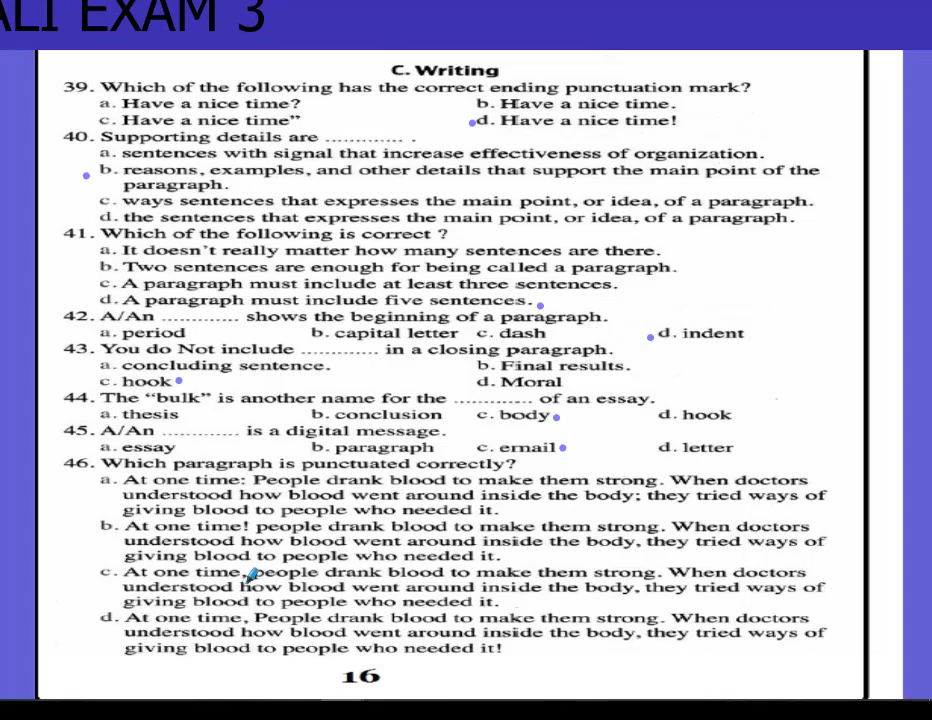 ALI EXAM 3
C. Writing
39. Which of the following has the correct ending punctuation mark?
a. Have a nice time? b. Have a nice time.
c. Have a nice time” d. Have a nice time!
40. Supporting details are ............. .
a. sentences with signal that increase effectiveness of organization.
b. reasons, examples, and other details that support the main point of the
paragraph.
c. ways sentences that expresses the main point, or idea, of a paragraph.
d. the sentences that expresses the main point, or idea, of a paragraph.
41. Which of the following is correct ?
a. It doesn’t really matter how many sentences are there.
b. Two sentences are enough for being called a paragraph.
c. A paragraph must include at least three sentences.
d. A paragraph must include five sentences.
42. A/An ............. shows the beginning of a paragraph.
a. period b. capital letter c. dash d. indent
43. You do Not include ............. in a closing paragraph.
a. concluding sentence. b. Final results.
c. hook d. Moral
44. The “bulk” is another name for the ............. of an essay.
a. thesis b. conclusion c. body d. hook
45. A/An ............. is a digital message.
a. essay b. paragraph c. email d. letter
46. Which paragraph is punctuated correctly?
a. At one time: People drank blood to make them strong. When doctors
understood how blood went around inside the body; they tried ways of
giving blood to people who needed it.
b. At one time! people drank blood to make them strong. When doctors
understood how blood went around inside the body, they tried ways of
giving blood to people who needed it.
c. At one time, people drank blood to make them strong. When doctors
understood how blood went around inside the body, they tried ways of
giving blood to people who needed it.
d. At one time, People drank blood to make them strong. When doctors
understood how blood went around inside the body, they tried ways of
giving blood to people who needed it!
16